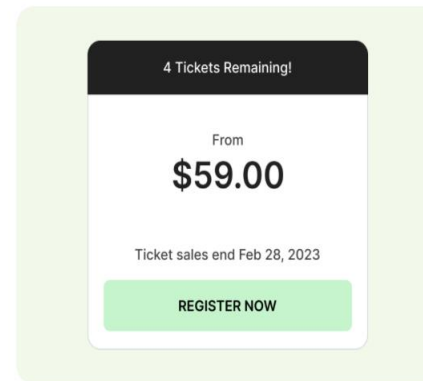 4 Tickets Remaining!
From
$59.00
Ticket sales end Feb 28, 2023
REGISTER NOW